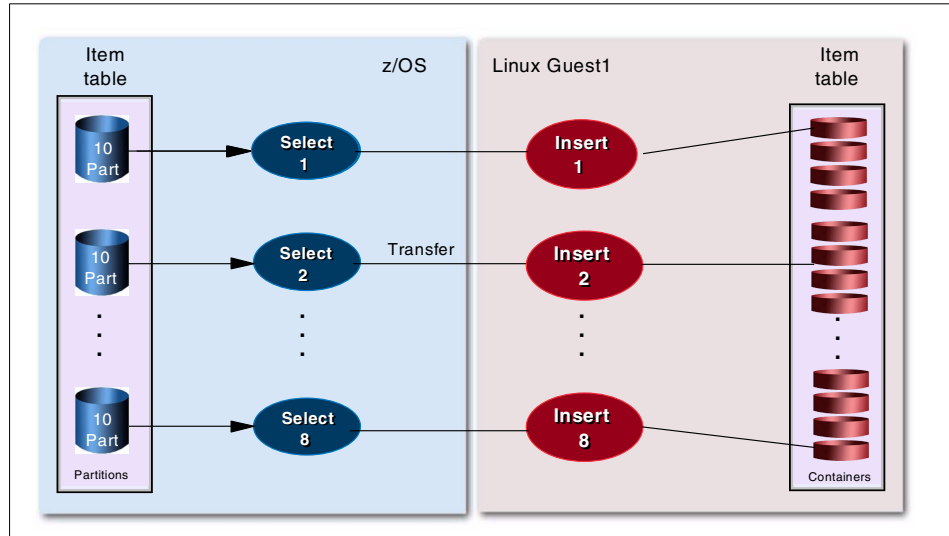 Item
table
z/OS
Linux Guest1
Item
table
10
Part
Select
1
Insert
1
10
Part
Select
2
Transfer
Insert
2
10
Part
Select
8
Insert
8
Partitions
Containers